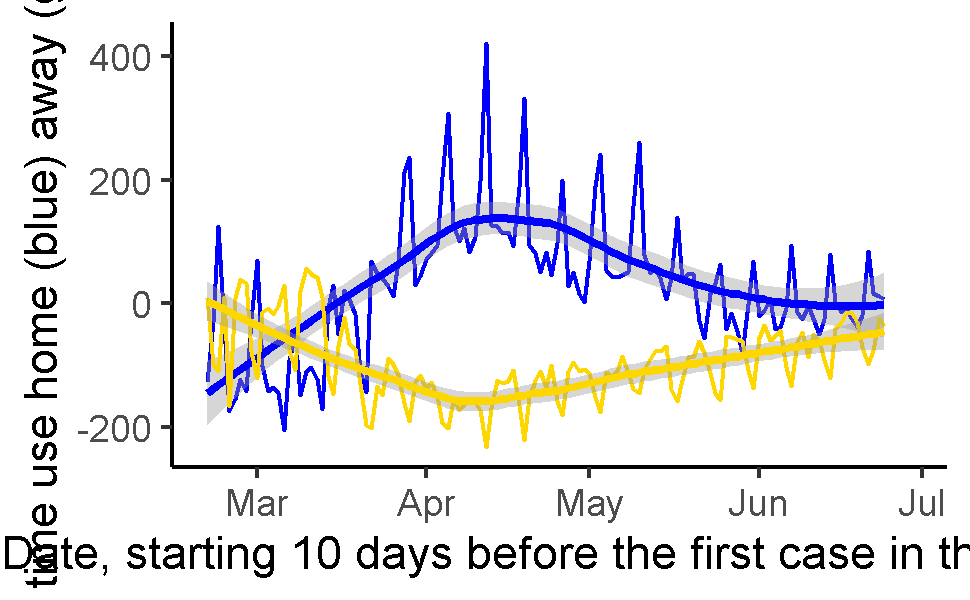 time use home (blue) away (
400
200
0
-200
Mar Apr May Jun Jul
Date, starting 10 days before the first case in th